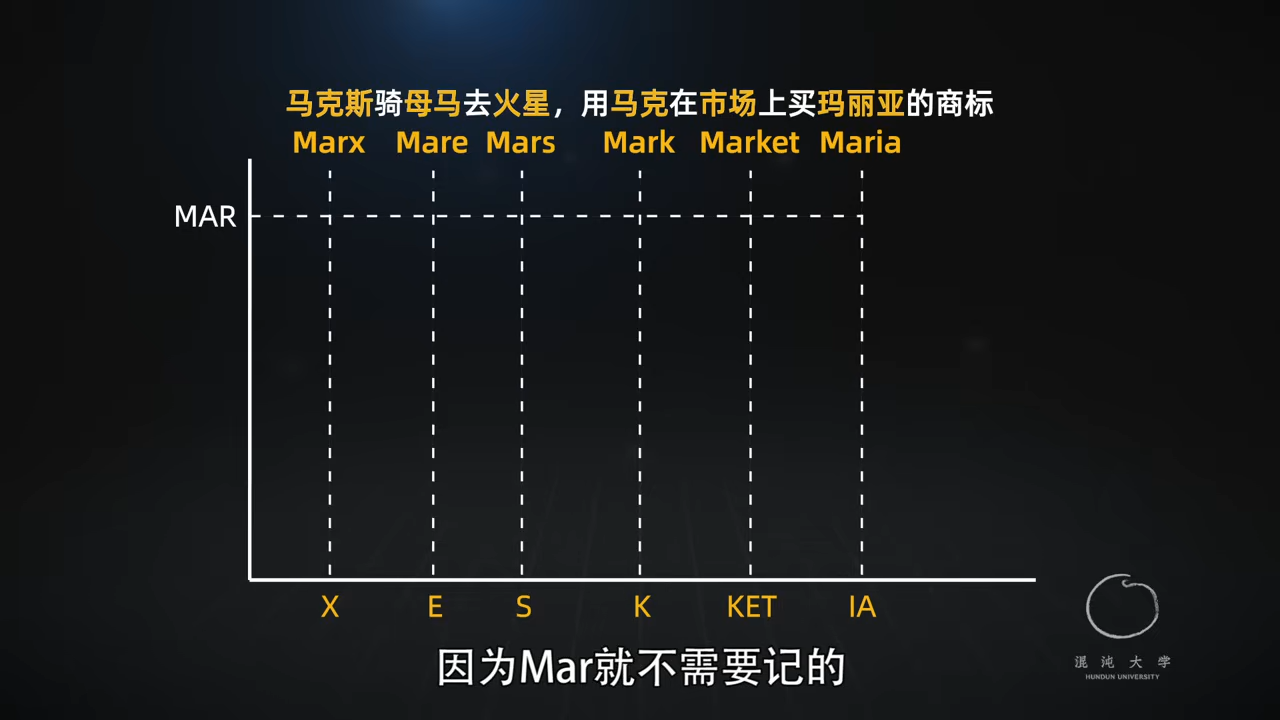 马克斯骑母马去火星，用马克在市场上买玛丽亚的商标
Marx Mare Mars Mark Market Maria
MAR
X E S K KET IA
因为Mar就不需要记的
混沌大学
HUNDUN UNIVERSITY